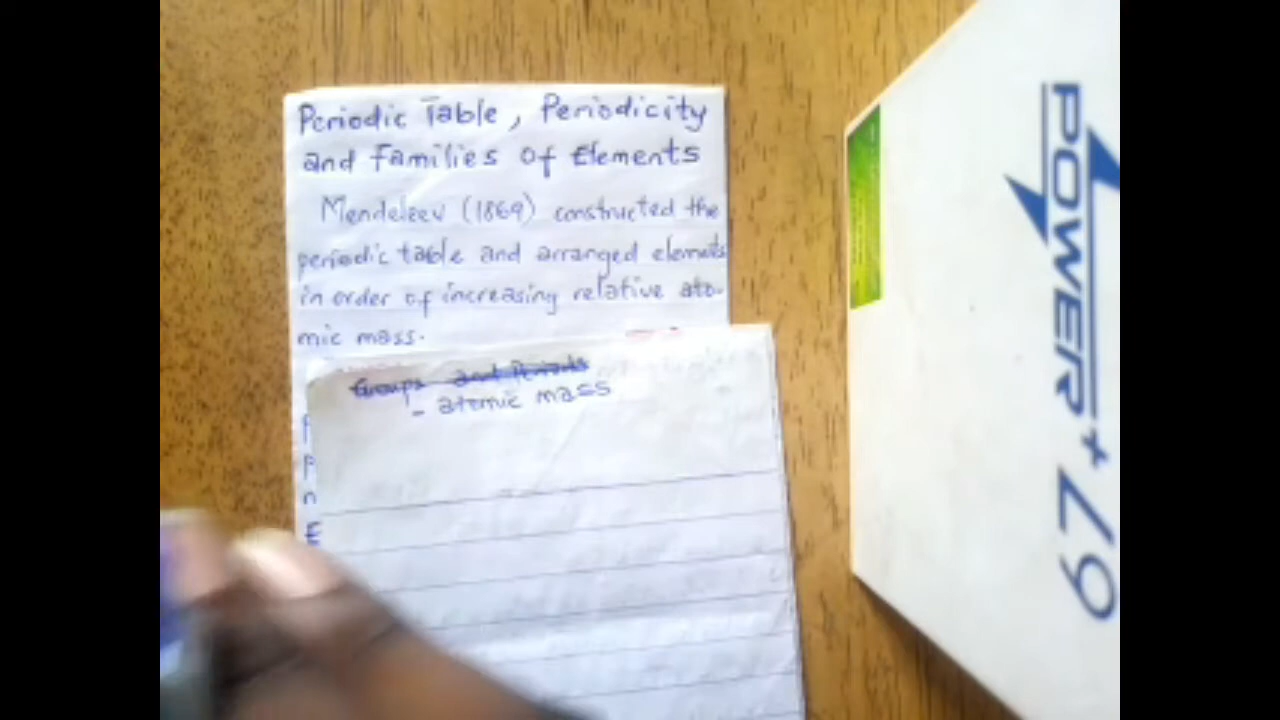 Periodic Table, Periodicity
and Families of Elements
Mendeleev (1869) constructed the
periodic table and arranged elements
in order of increasing relative ato-
mic mass.
Groups and Periods
- atomic mass
f
p
n
E
POWER+ L9